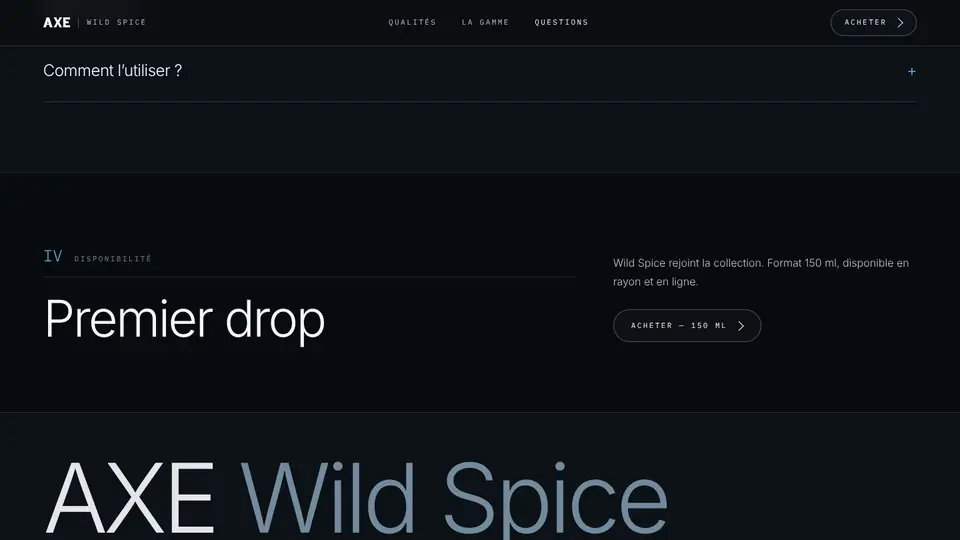 AXE | WILD SPICE
QUALITÉS
LA GAMME
QUESTIONS
ACHETER
Comment l’utiliser ?
+
IV DISPONIBILITÉ
Premier drop
Wild Spice rejoint la collection. Format 150 ml, disponible en
rayon et en ligne.
ACHETER — 150 ML
AXE Wild Spice